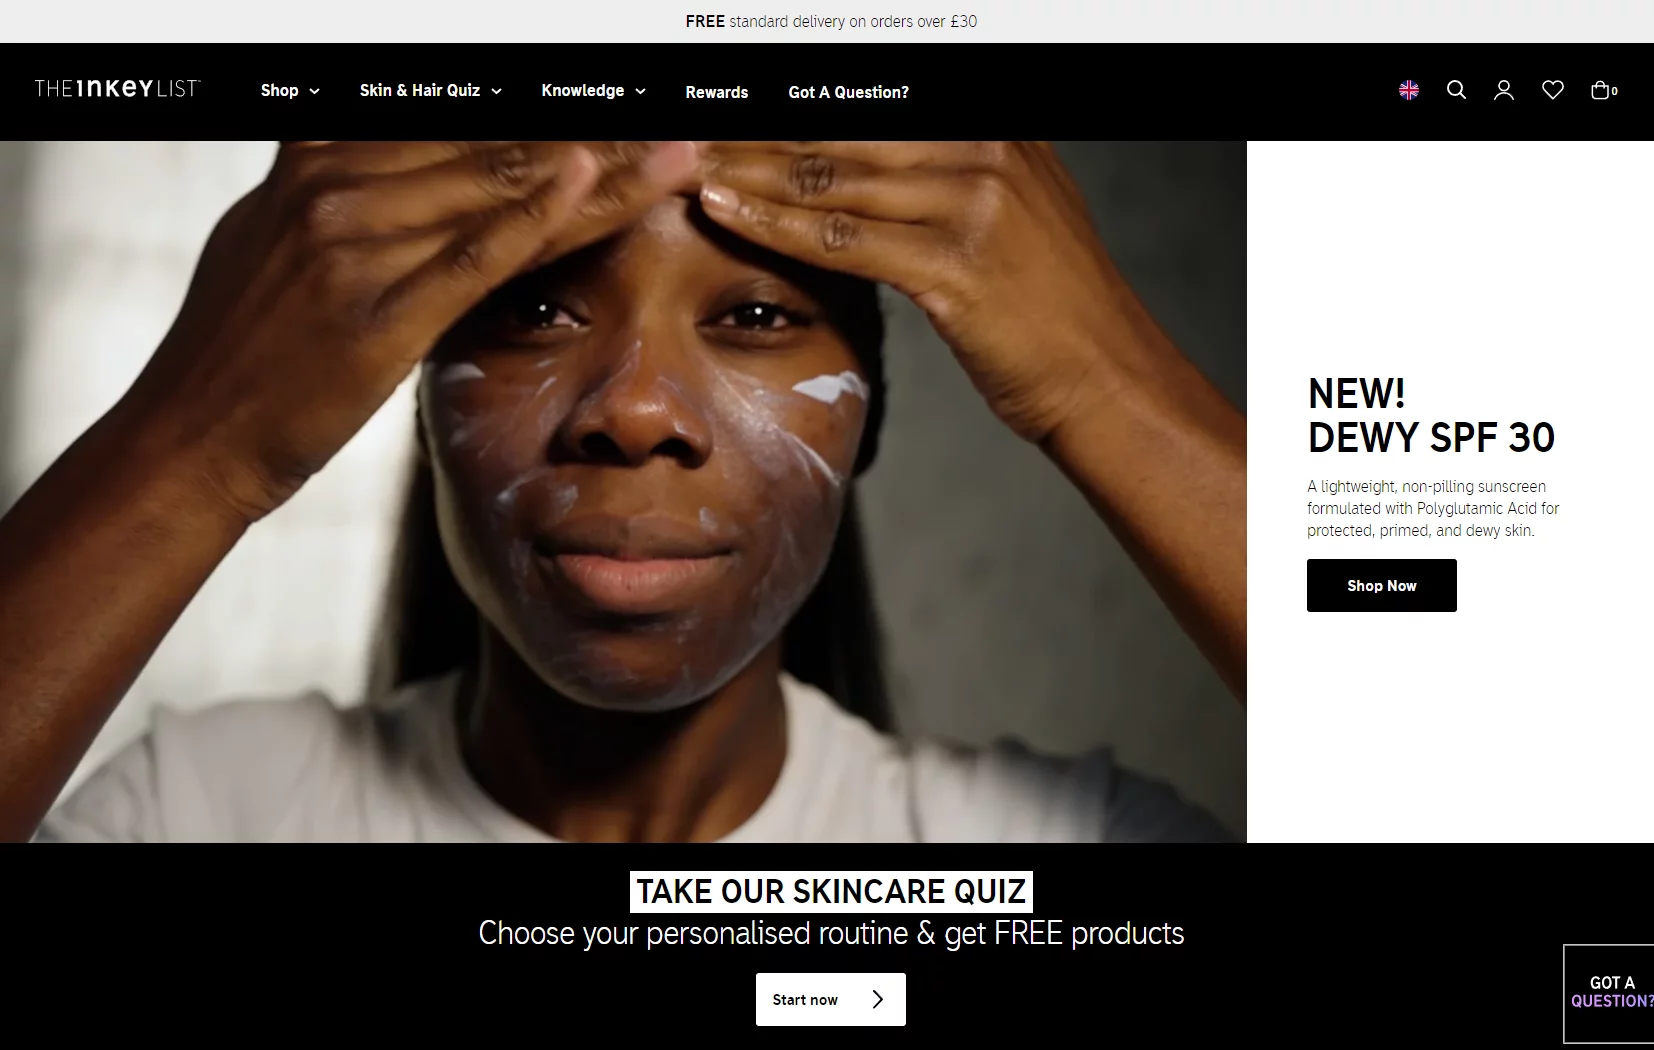 FREE standard delivery on orders over £30
THE INKEY LIST™
Shop
Skin & Hair Quiz
Knowledge
Rewards
Got A Question?
0
NEW!
DEWY SPF 30
A lightweight, non-pilling sunscreen
formulated with Polyglutamic Acid for
protected, primed, and dewy skin.
Shop Now
TAKE OUR SKINCARE QUIZ
Choose your personalised routine & get FREE products
Start now
GOT A
QUESTION?